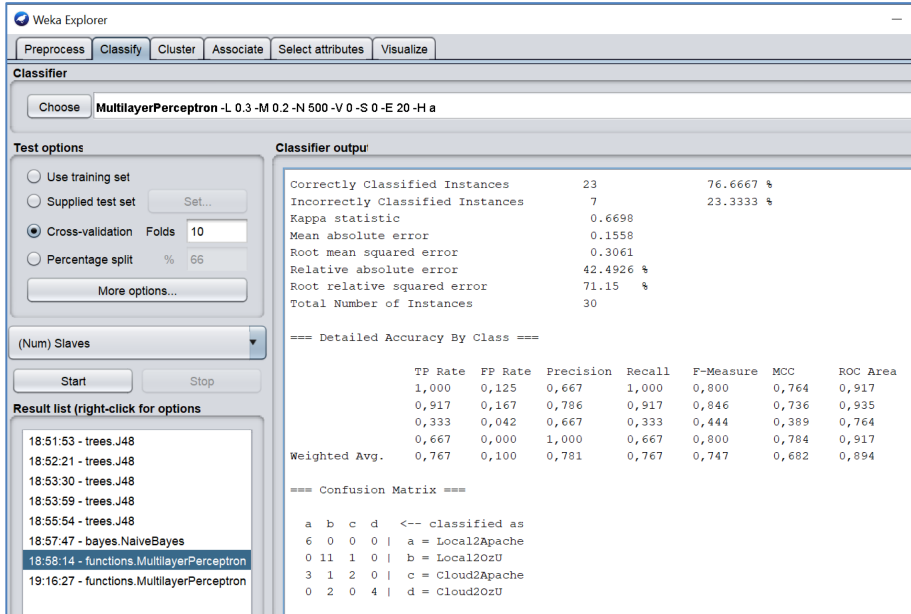 Weka Explorer
Preprocess Classify Cluster Associate Select attributes Visualize
Classifier
Choose MultilayerPerceptron -L 0.3 -M 0.2 -N 500 -V 0 -S 0 -E 20 -H a
Test options
Use training set
Supplied test set Set...
Cross-validation Folds 10
Percentage split % 66
More options...
(Num) Slaves
Start Stop
Result list (right-click for options
18:51:53 - trees.J48
18:52:21 - trees.J48
18:53:30 - trees.J48
18:53:59 - trees.J48
18:55:54 - trees.J48
18:57:47 - bayes.NaiveBayes
18:58:14 - functions.MultilayerPerceptron
19:16:27 - functions.MultilayerPerceptron
Classifier output
Correctly Classified Instances 23 76.6667 %
Incorrectly Classified Instances 7 23.3333 %
Kappa statistic 0.6698
Mean absolute error 0.1558
Root mean squared error 0.3061
Relative absolute error 42.4926 %
Root relative squared error 71.15 %
Total Number of Instances 30
=== Detailed Accuracy By Class ===
TP Rate FP Rate Precision Recall F-Measure MCC ROC Area
1,000 0,125 0,667 1,000 0,800 0,764 0,917
0,917 0,167 0,786 0,917 0,846 0,736 0,935
0,333 0,042 0,667 0,333 0,444 0,389 0,764
0,667 0,000 1,000 0,667 0,800 0,784 0,917
Weighted Avg. 0,767 0,100 0,781 0,767 0,747 0,682 0,894
=== Confusion Matrix ===
a b c d <-- classified as
6 0 0 0 | a = Local2Apache
0 11 1 0 | b = Local2OzU
3 1 2 0 | c = Cloud2Apache
0 2 0 4 | d = Cloud2OzU